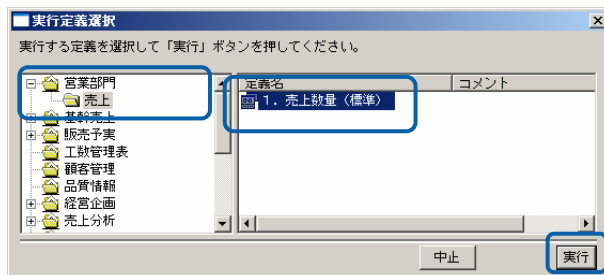 実行定義選択
実行する定義を選択して「実行」ボタンを押してください。
営業部門
売上
基幹売上
販売予実
工数管理表
顧客管理
品質情報
経営企画
売上分析
定義名
コメント
1．売上数量（標準）
中止
実行